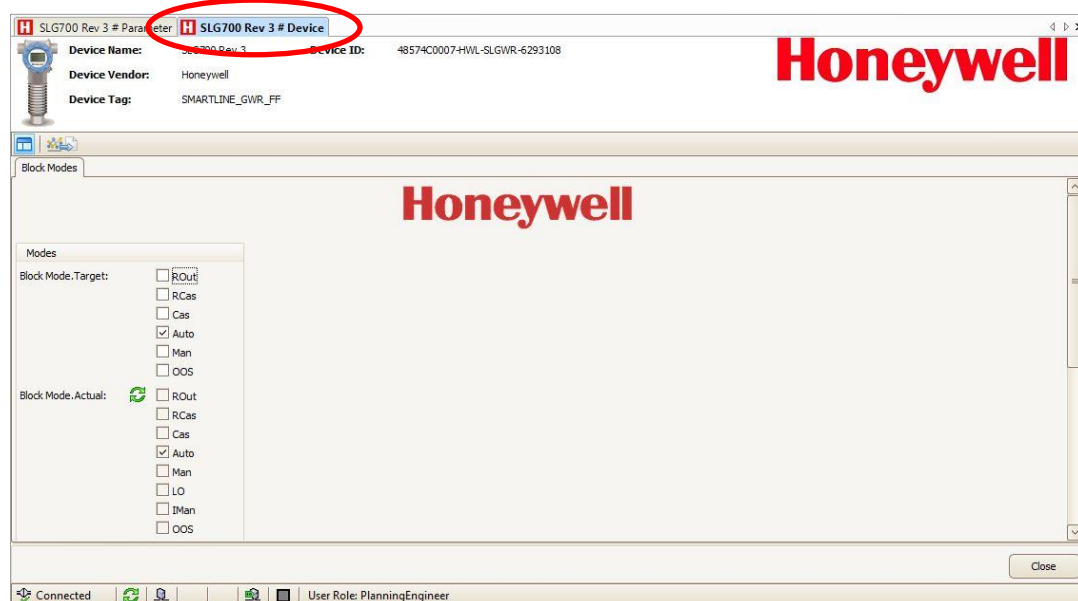 SLG700 Rev 3 # Parameter SLG700 Rev 3 # Device
Device Name: SLG700 Rev 3 Device ID: 48574C0007-HWL-SLGWR-6293108
Honeywell
Device Vendor: Honeywell
Device Tag: SMARTLINE_GWR_FF
Block Modes
Honeywell
Modes
Block Mode.Target: ROut
RCas
Cas
Auto
Man
OOS
Block Mode.Actual: ROut
RCas
Cas
Auto
Man
LO
IMan
OOS
Close
Connected User Role: PlanningEngineer